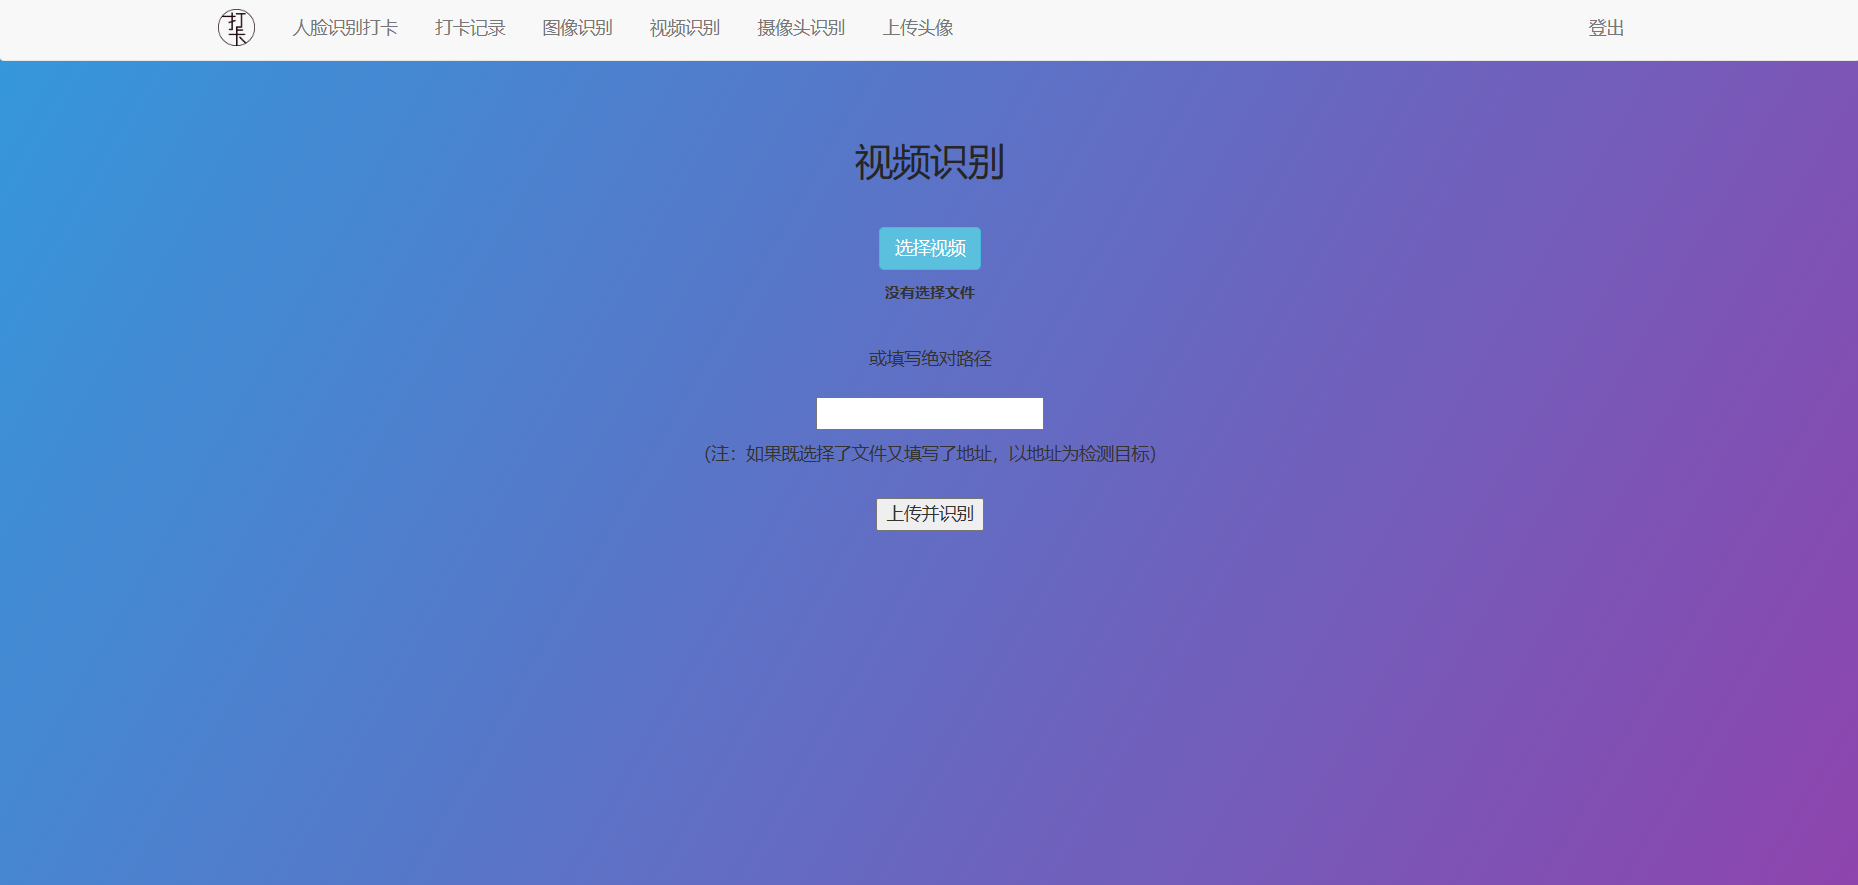 打卡 人脸识别打卡 打卡记录 图像识别 视频识别 摄像头识别 上传头像 登出
视频识别
选择视频
没有选择文件
或填写绝对路径
（注：如果既选择了文件又填写了地址，以地址为检测目标）
上传并识别